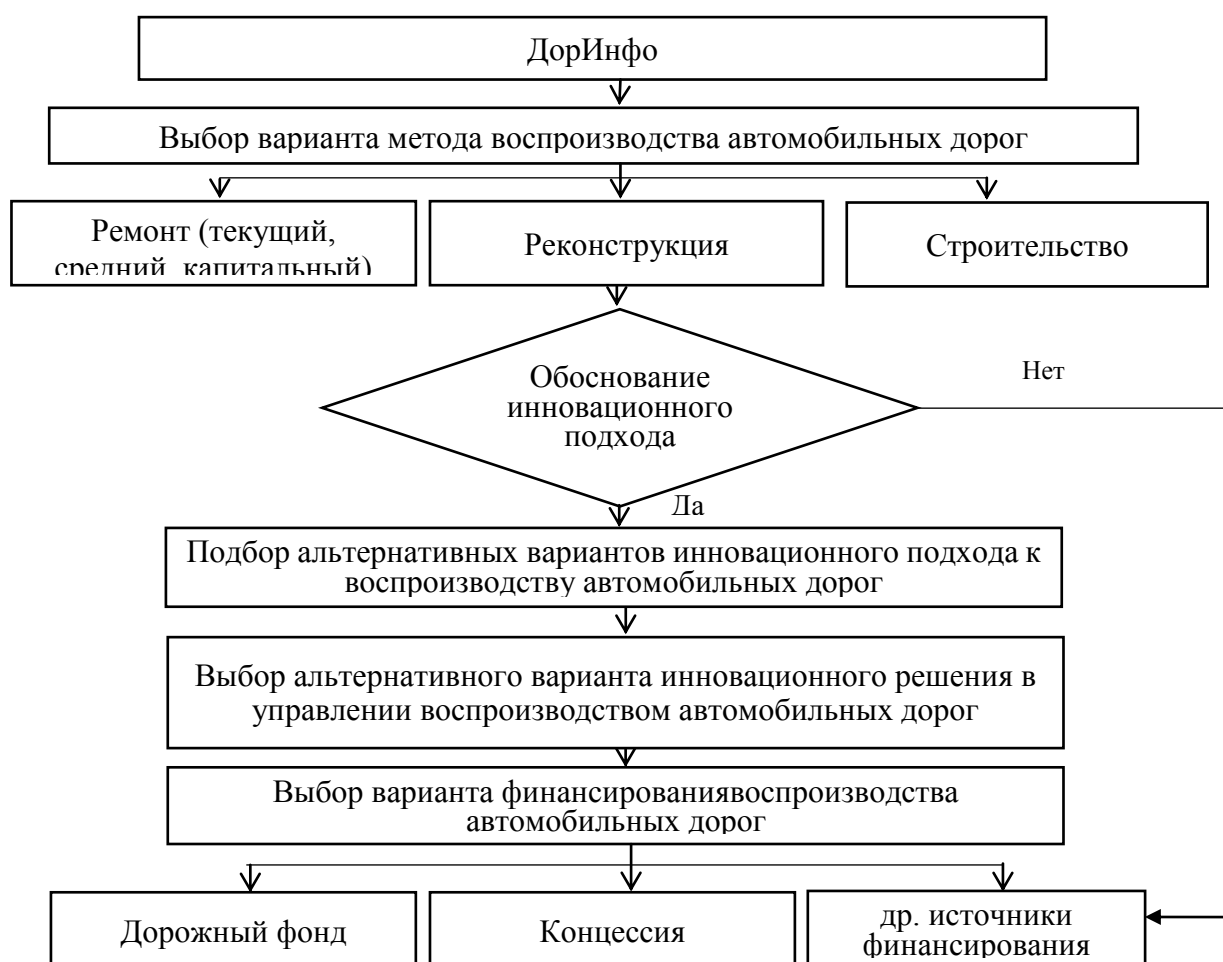 ДорИнфо
Выбор варианта метода воспроизводства автомобильных дорог
Ремонт (текущий,
средний, капитальный)
Реконструкция
Строительство
Обоснование
инновационного
подхода
Нет
Да
Подбор альтернативных вариантов инновационного подхода к
воспроизводству автомобильных дорог
Выбор альтернативного варианта инновационного решения в
управлении воспроизводством автомобильных дорог
Выбор варианта финансированиявоспроизводства
автомобильных дорог
Дорожный фонд
Концессия
др. источники
финансирования